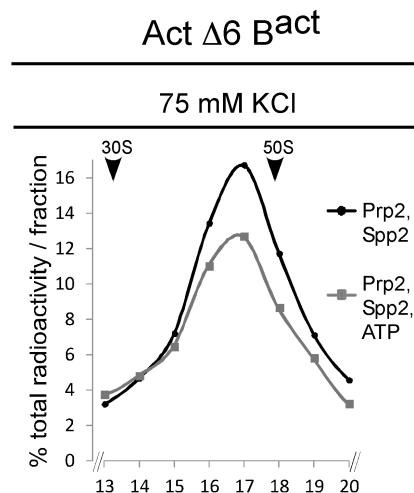 Act Δ6 Bact
75 mM KCl
30S
50S
% total radioactivity / fraction
16
14
12
10
8
6
4
2
0
13 14 15 16 17 18 19 20
Prp2,
Spp2
Prp2,
Spp2,
ATP